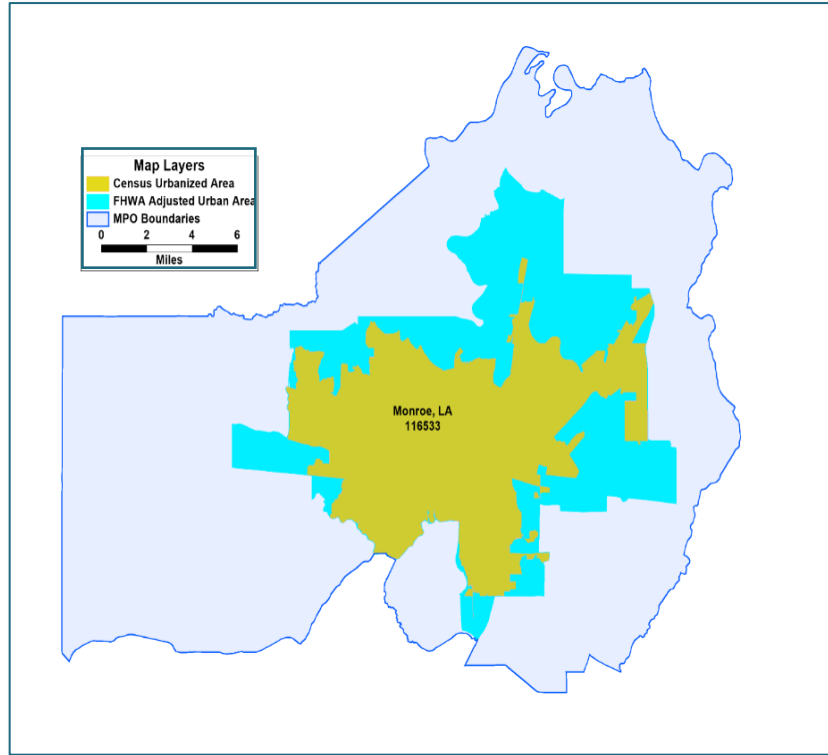 Map Layers
Census Urbanized Area
FHWA Adjusted Urban Area
MPO Boundaries
0 2 4 6
Miles
Monroe, LA
116533